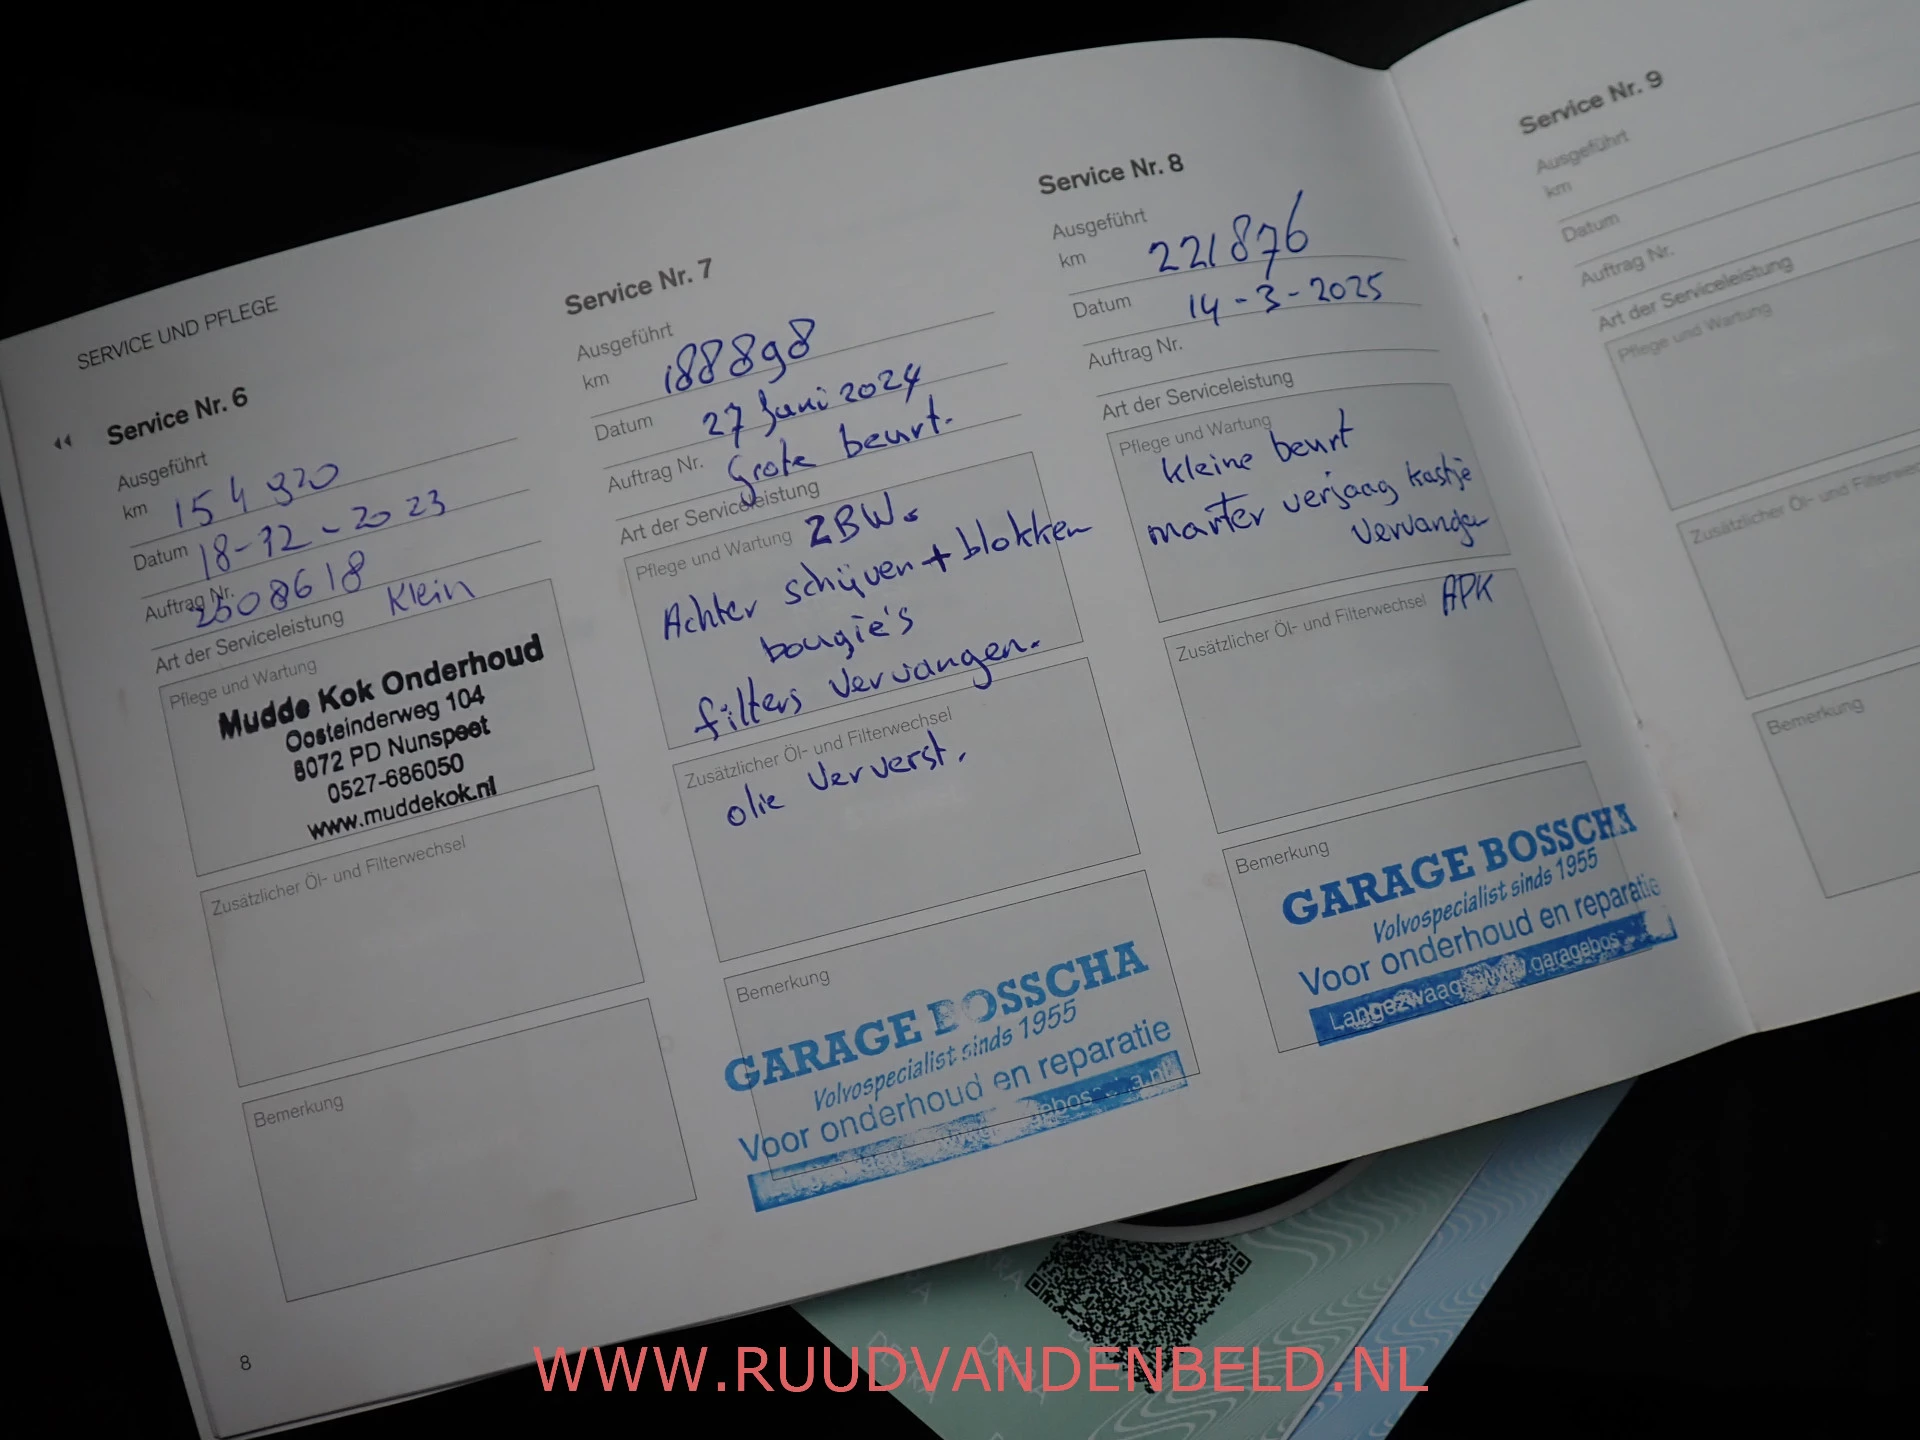 SERVICE UND PFLEGE
Service Nr. 6
Ausgeführt
km 154 920
Datum 18-12-2023
Auftrag Nr. 2508618
Art der Serviceleistung Klein
Pflege und Wartung
Mudde Kok Onderhoud
Oosteinderweg 104
8072 PD Nunspeet
0527-686050
www.muddekok.nl
Zusätzlicher Öl- und Filterwechsel
Bemerkung
8
Service Nr. 7
Ausgeführt
km 188898
Datum 27 Juni 2024
Auftrag Nr. Grote beurt.
Art der Serviceleistung
Pflege und Wartung ZBW.
Achter schijven + blokken
bougie's
filters vervangen.
Zusätzlicher Öl- und Filterwechsel
olie ververst.
Bemerkung
GARAGE BOSSCHA
Volvospecialist sinds 1955
Voor onderhoud en reparatie
Service Nr. 8
Ausgeführt
km 221876
Datum 14-3-2025
Auftrag Nr.
Art der Serviceleistung
Pflege und Wartung
kleine beurt
marter verjaag kastje
vervangen
Zusätzlicher Öl- und Filterwechsel APK
Bemerkung
GARAGE BOSSCHA
Volvospecialist sinds 1955
Voor onderhoud en reparatie
Langezwaag www.garagebos
Service Nr. 9
Ausgeführt
km
Datum
Auftrag Nr.
Art der Serviceleistung
Pflege und Wartung
Zusätzlicher Öl- und Filterwec
Bemerkung
WWW.RUUDVANDENBELD.NL